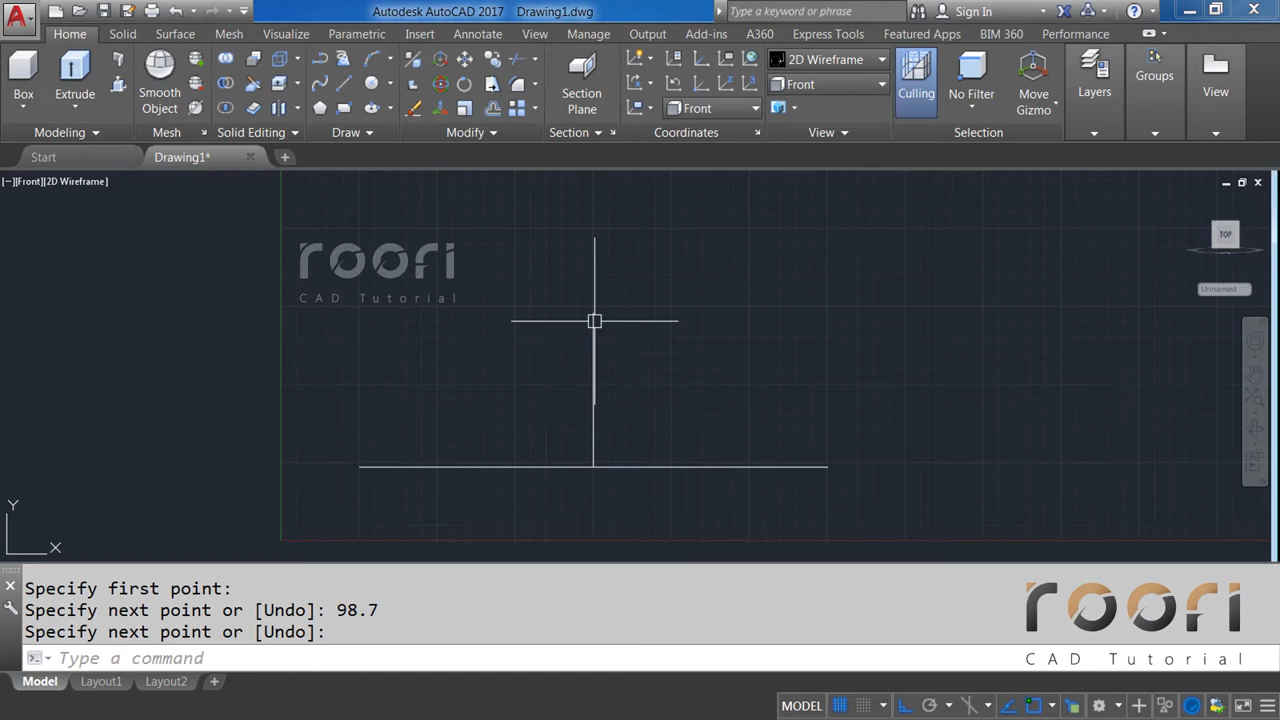 Autodesk AutoCAD 2017 Drawing1.dwg
Type a keyword or phrase
Sign In
Home Solid Surface Mesh Visualize Parametric Insert Annotate View Manage Output Add-ins A360 Express Tools Featured Apps BIM 360 Performance
Box
Extrude
Smooth
Object
Section
Plane
2D Wireframe
Front
Front
Culling
No Filter
Move
Gizmo
Layers
Groups
View
Modeling
Mesh
Solid Editing
Draw
Modify
Section
Coordinates
View
Selection
Start
Drawing1*
[−][Front][2D Wireframe]
TOP
Unnamed
roofi
CAD Tutorial
Y
X
Specify first point:
Specify next point or [Undo]: 98.7
Specify next point or [Undo]:
Type a command
roofi
CAD Tutorial
Model Layout1 Layout2
MODEL